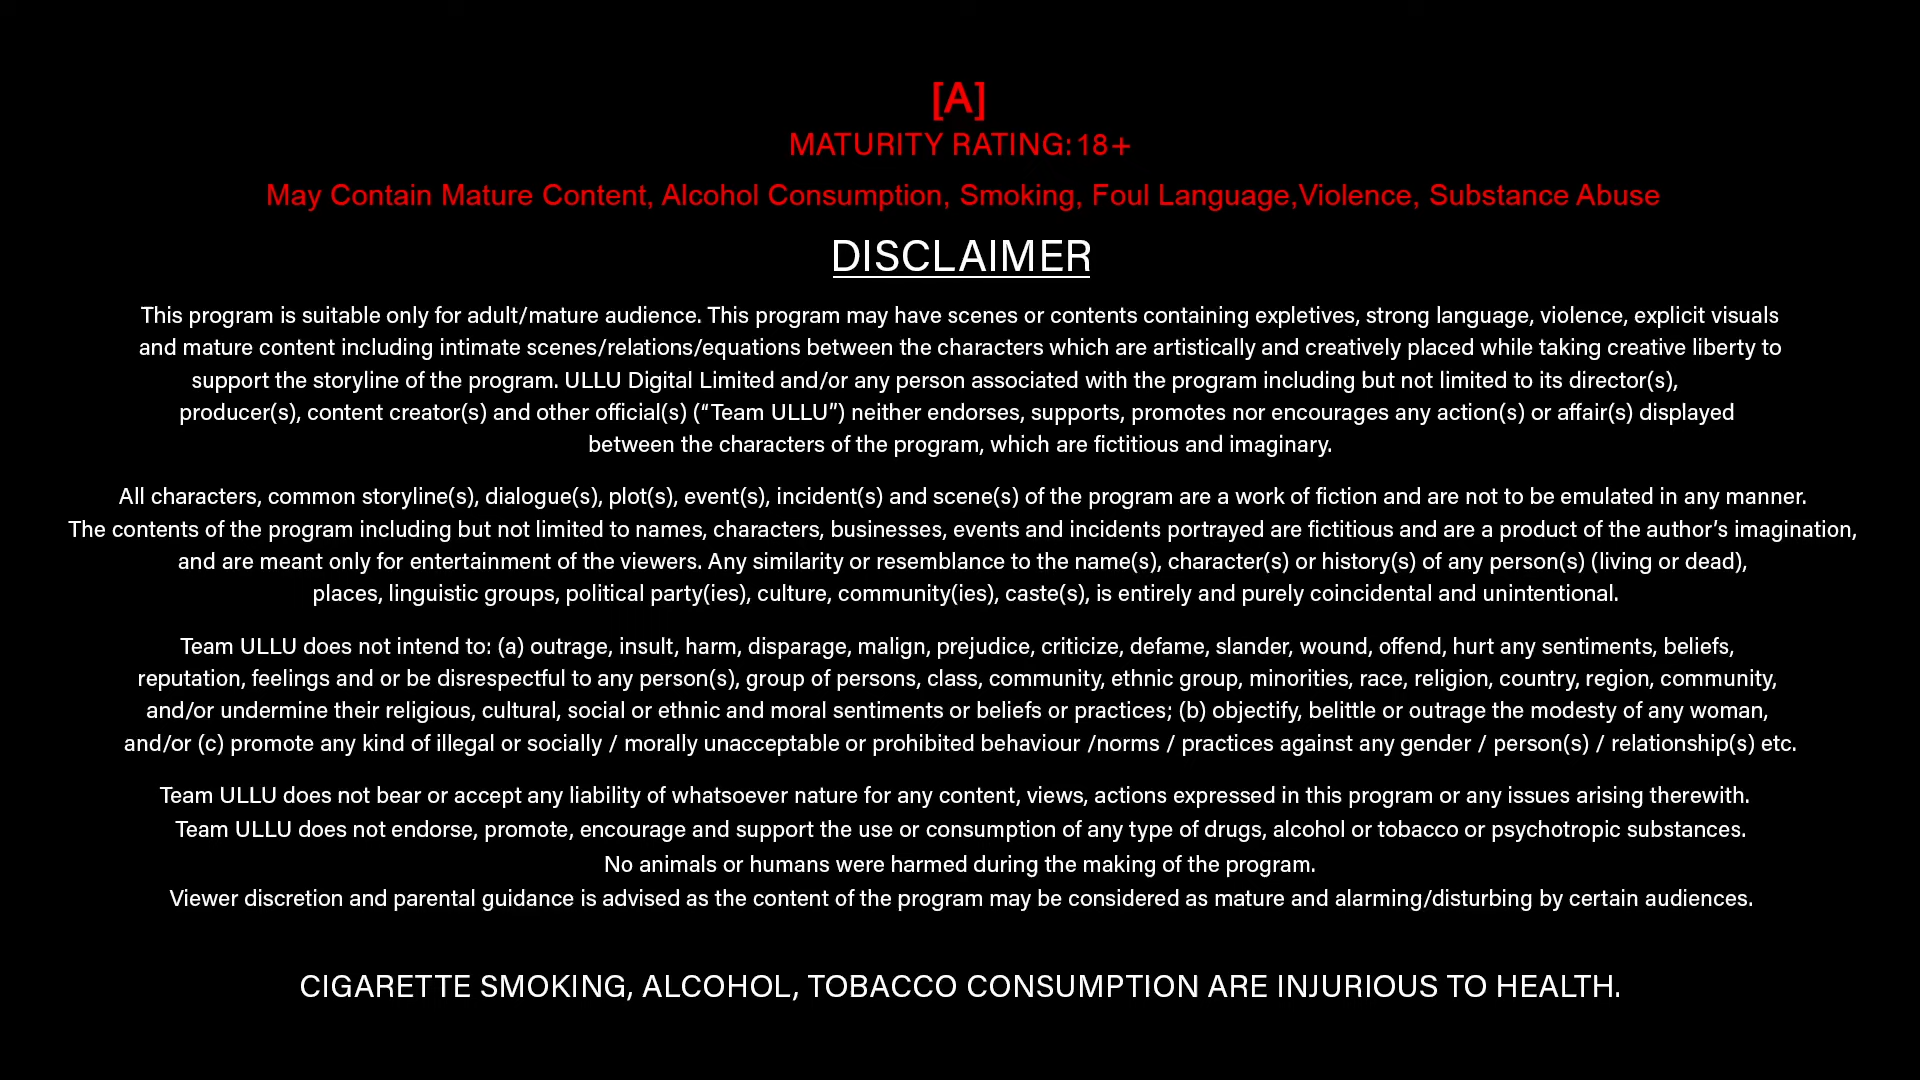 [A]
MATURITY RATING:18+
May Contain Mature Content, Alcohol Consumption, Smoking, Foul Language,Violence, Substance Abuse
DISCLAIMER
This program is suitable only for adult/mature audience. This program may have scenes or contents containing expletives, strong language, violence, explicit visuals
and mature content including intimate scenes/relations/equations between the characters which are artistically and creatively placed while taking creative liberty to
support the storyline of the program. ULLU Digital Limited and/or any person associated with the program including but not limited to its director(s),
producer(s), content creator(s) and other official(s) (“Team ULLU”) neither endorses, supports, promotes nor encourages any action(s) or affair(s) displayed
between the characters of the program, which are fictitious and imaginary.
All characters, common storyline(s), dialogue(s), plot(s), event(s), incident(s) and scene(s) of the program are a work of fiction and are not to be emulated in any manner.
The contents of the program including but not limited to names, characters, businesses, events and incidents portrayed are fictitious and are a product of the author’s imagination,
and are meant only for entertainment of the viewers. Any similarity or resemblance to the name(s), character(s) or history(s) of any person(s) (living or dead),
places, linguistic groups, political party(ies), culture, community(ies), caste(s), is entirely and purely coincidental and unintentional.
Team ULLU does not intend to: (a) outrage, insult, harm, disparage, malign, prejudice, criticize, defame, slander, wound, offend, hurt any sentiments, beliefs,
reputation, feelings and or be disrespectful to any person(s), group of persons, class, community, ethnic group, minorities, race, religion, country, region, community,
and/or undermine their religious, cultural, social or ethnic and moral sentiments or beliefs or practices; (b) objectify, belittle or outrage the modesty of any woman,
and/or (c) promote any kind of illegal or socially / morally unacceptable or prohibited behaviour /norms / practices against any gender / person(s) / relationship(s) etc.
Team ULLU does not bear or accept any liability of whatsoever nature for any content, views, actions expressed in this program or any issues arising therewith.
Team ULLU does not endorse, promote, encourage and support the use or consumption of any type of drugs, alcohol or tobacco or psychotropic substances.
No animals or humans were harmed during the making of the program.
Viewer discretion and parental guidance is advised as the content of the program may be considered as mature and alarming/disturbing by certain audiences.
CIGARETTE SMOKING, ALCOHOL, TOBACCO CONSUMPTION ARE INJURIOUS TO HEALTH.